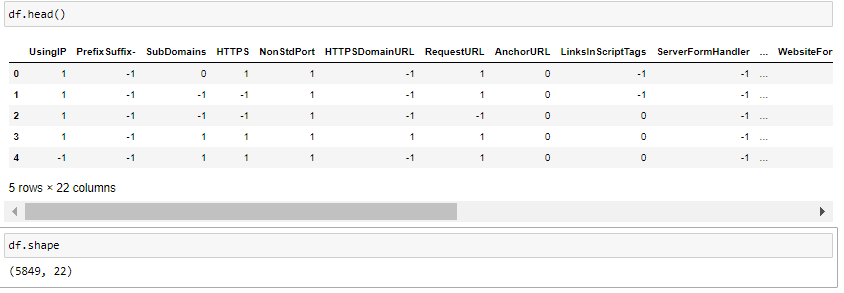 df.head()
UsingIP PrefixSuffix- SubDomains HTTPS NonStdPort HTTPSDomainURL RequestURL AnchorURL LinksInScriptTags ServerFormHandler ... WebsiteFor
0 1 -1 0 1 1 -1 1 0 -1 -1 ...
1 1 -1 -1 -1 1 -1 1 0 -1 -1 ...
2 1 -1 -1 -1 1 -1 -1 0 0 -1 ...
3 1 -1 1 1 1 1 1 0 0 -1 ...
4 -1 -1 1 1 1 -1 1 0 0 -1 ...
5 rows × 22 columns
df.shape
(5849, 22)